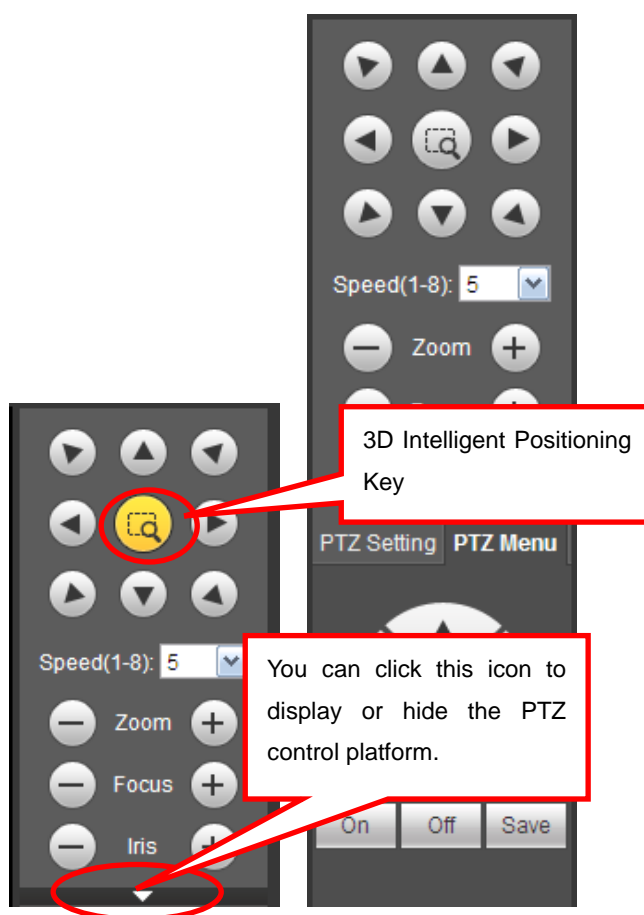 Speed(1-8): 5
Zoom
3D Intelligent Positioning
Key
PTZ Setting PTZ Menu
Speed(1-8): 5
Zoom
Focus
Iris
You can click this icon to
display or hide the PTZ
control platform.
On Off Save